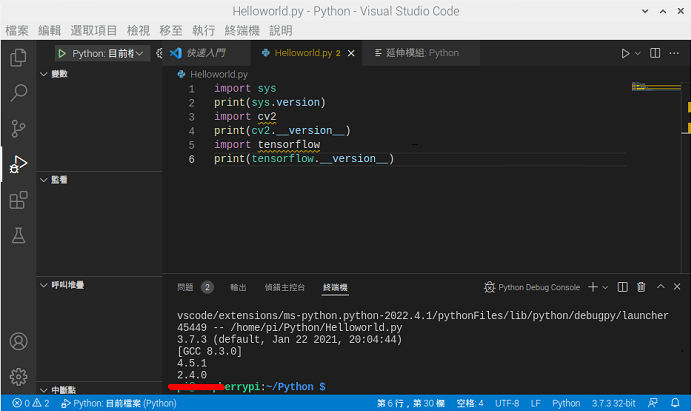 Helloworld.py - Python - Visual Studio Code
檔案 編輯 選取項目 檢視 移至 執行 終端機 說明
Python: 目前檔
快速入門
Helloworld.py 2
延伸模組: Python
變數
監看
呼叫堆疊
中斷點
Helloworld.py
1 import sys
2 print(sys.version)
3 import cv2
4 print(cv2.__version__)
5 import tensorflow
6 print(tensorflow.__version__)
問題 2 輸出 偵錯主控台 終端機
Python Debug Console
vscode/extensions/ms-python.python-2022.4.1/pythonFiles/lib/python/debugpy/launcher
45449 -- /home/pi/Python/Helloworld.py
3.7.3 (default, Jan 22 2021, 20:04:44)
[GCC 8.3.0]
4.5.1
2.4.0
errypi:~/Python $
0 2 Python: 目前檔案 (Python) 第 6 行，第 30 欄 空格: 4 UTF-8 LF Python 3.7.3 32-bit